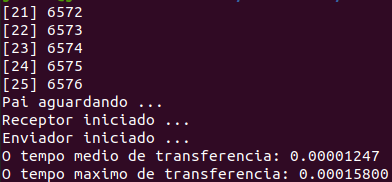 [21] 6572
[22] 6573
[23] 6574
[24] 6575
[25] 6576
Pai aguardando ...
Receptor iniciado ...
Enviador iniciado ...
O tempo medio de transferencia: 0.00001247
O tempo maximo de transferencia: 0.00015800